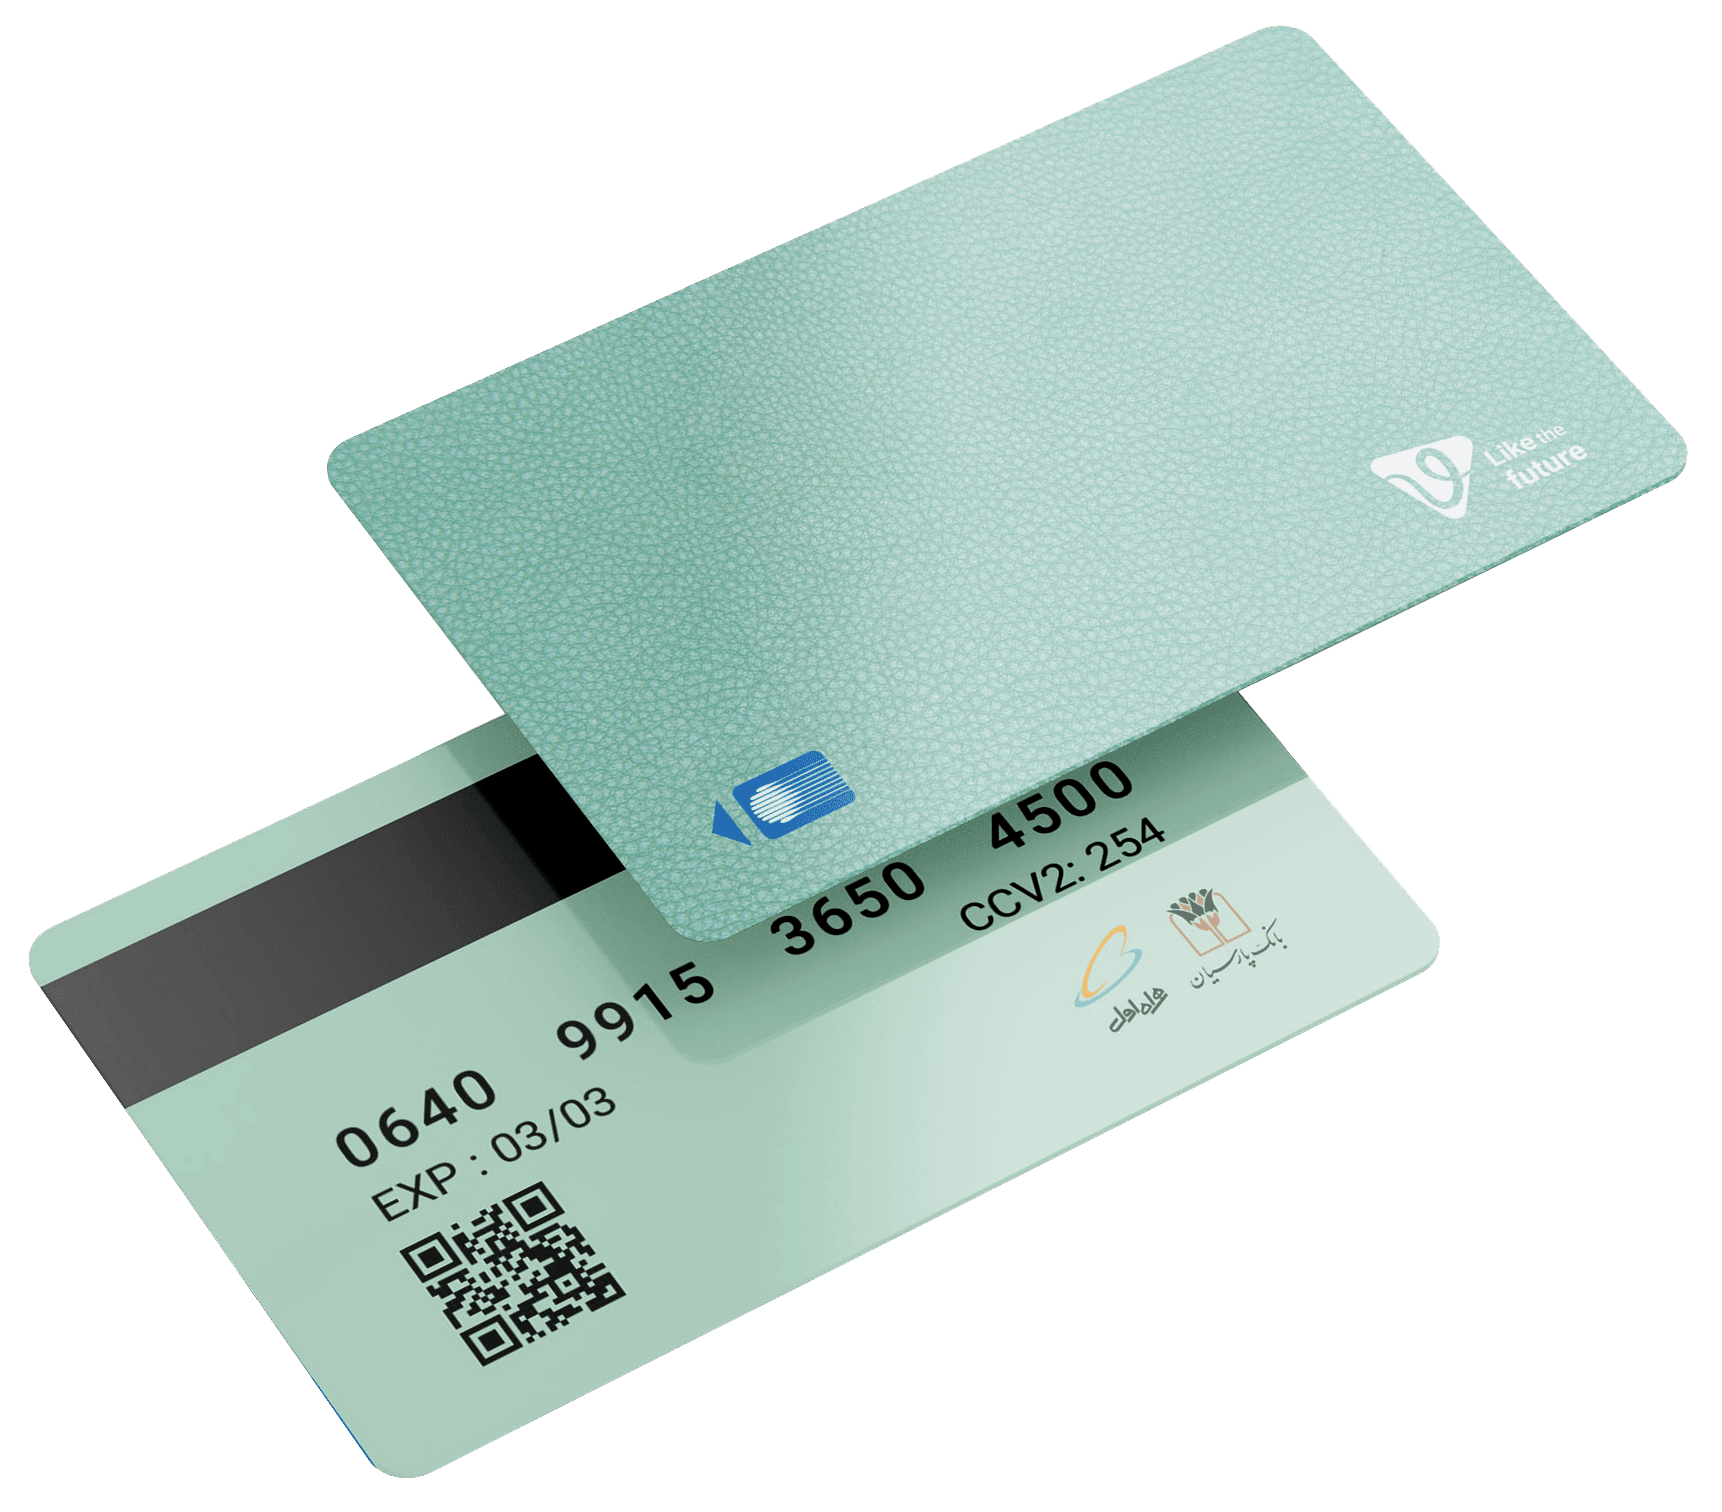 Like the
future
0640 9915 3650 4500
EXP : 03/03
CCV2: 254
همراه اول
بانک پارسیان